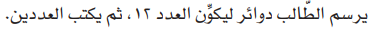 يرسم الطّالب دوائر ليكوِّن العدد ١٢، ثم يكتب العددين.